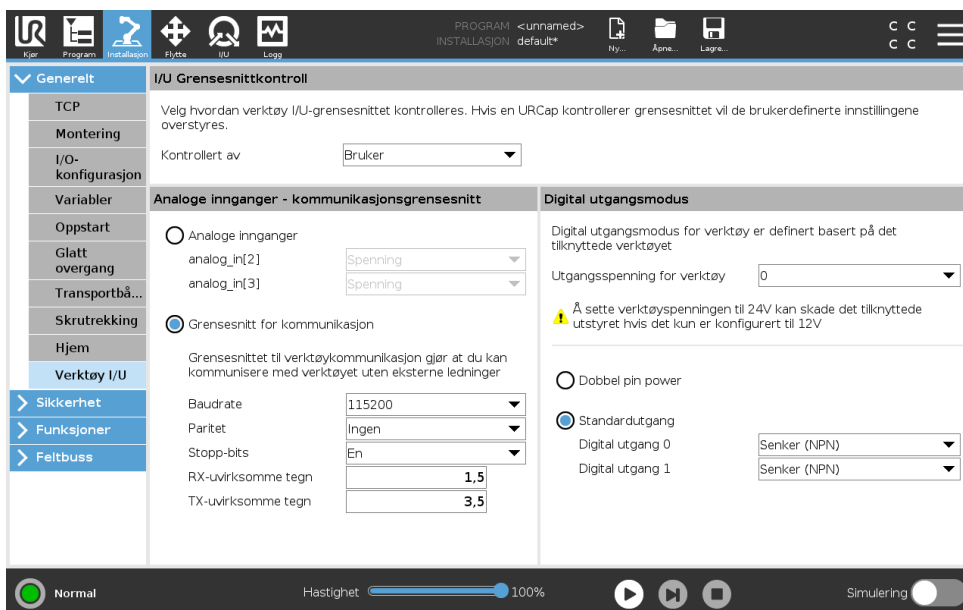 PROGRAM <unnamed>
INSTALLASJON default*
UR
Kjør
Program
Installasjon
Flytte
I/U
Logg
Ny...
Åpne...
Lagre...
C C
C C
Generelt
TCP
Montering
I/O-
konfigurasjon
Variabler
Oppstart
Glatt
overgang
Transportbå...
Skrutrekking
Hjem
Verktøy I/U
Sikkerhet
Funksjoner
Feltbuss
I/U Grensesnittkontroll
Velg hvordan verktøy I/U-grensesnittet kontrolleres. Hvis en URCap kontrollerer grensesnittet vil de brukerdefinerte innstillingene
overstyres.
Kontrollert av Bruker
Analoge innganger - kommunikasjonsgrensesnitt
Analoge innganger
analog_in[2] Spenning
analog_in[3] Spenning
Grensesnitt for kommunikasjon
Grensesnittet til verktøykommunikasjon gjør at du kan
kommunisere med verktøyet uten eksterne ledninger
Baudrate 115200
Paritet Ingen
Stopp-bits En
RX-uvirksomme tegn 1,5
TX-uvirksomme tegn 3,5
Digital utgangsmodus
Digital utgangsmodus for verktøy er definert basert på det
tilknyttede verktøyet
Utgangsspenning for verktøy 0
Å sette verktøyspenningen til 24V kan skade det tilknyttede
utstyret hvis det kun er konfigurert til 12V
Dobbel pin power
Standardutgang
Digital utgang 0 Senker (NPN)
Digital utgang 1 Senker (NPN)
Normal
Hastighet 100%
Simulering